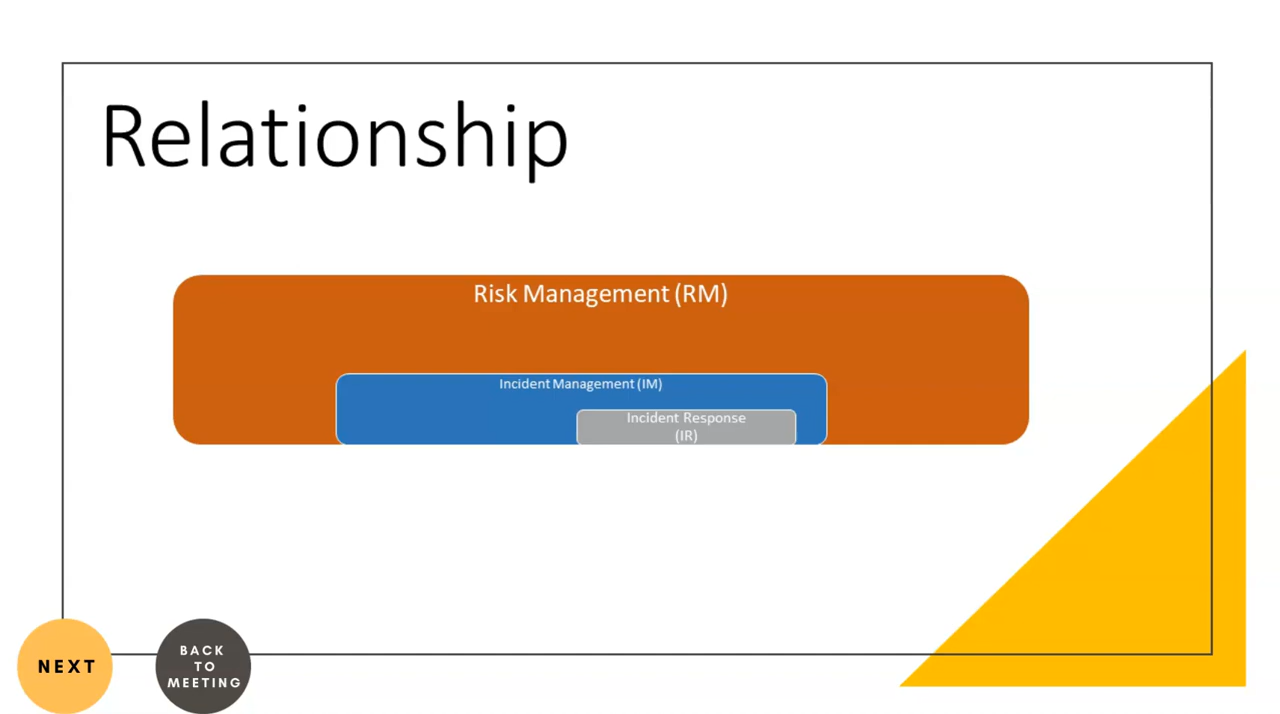 Relationship
Risk Management (RM)
Incident Management (IM)
Incident Response
(IR)
NEXT
BACK
TO
MEETING